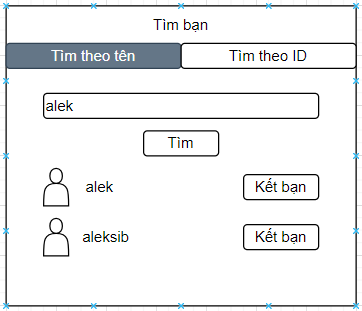 Tìm bạn
Tìm theo tên Tìm theo ID
alek
Tìm
alek Kết bạn
aleksib Kết bạn